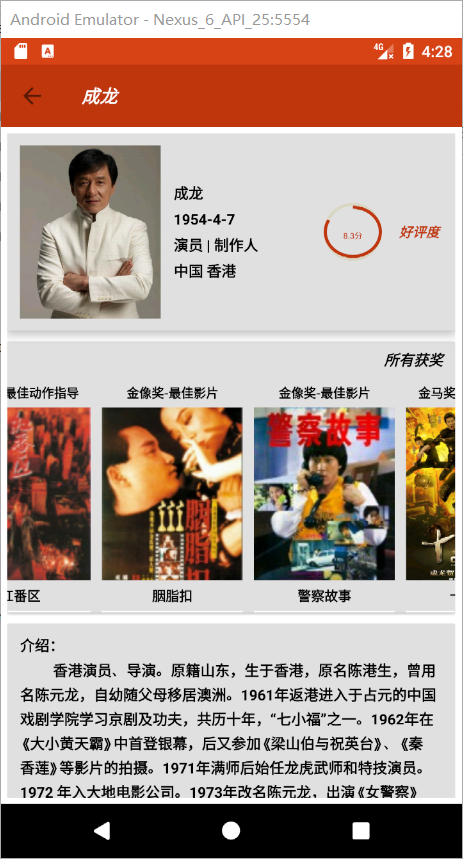 Android Emulator - Nexus_6_API_25:5554
4G
4:28
成龙
成龙
1954-4-7
演员 | 制作人
中国 香港
8.3分
好评度
所有获奖
最佳动作指导
金像奖-最佳影片
金像奖-最佳影片
金马奖
胭脂扣
警察故事
番区
胭脂扣
警察故事
介绍：
香港演员、导演。原籍山东，生于香港，原名陈港生，曾用
名陈元龙，自幼随父母移居澳洲。1961年返港进入于占元的中国
戏剧学院学习京剧及功夫，共历十年，“七小福”之一。1962年在
《大小黄天霸》中首登银幕，后又参加《梁山伯与祝英台》、《秦
香莲》等影片的拍摄。1971年满师后始任龙虎武师和特技演员。
1972 年入大地电影公司。1973年改名陈元龙，出演《女警察》